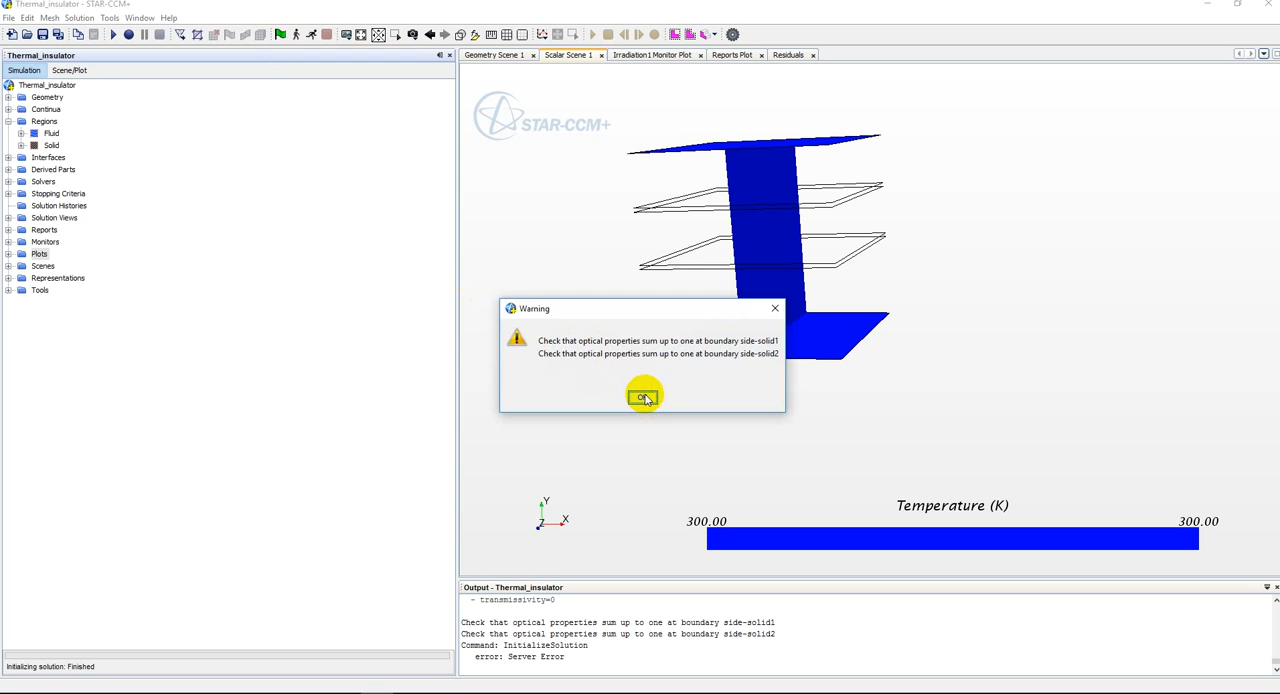 Thermal_insulator - STAR-CCM+
File Edit Mesh Solution Tools Window Help
Thermal_insulator
Simulation Scene/Plot
Thermal_insulator
Geometry
Continua
Regions
Fluid
Solid
Interfaces
Derived Parts
Solvers
Stopping Criteria
Solution Histories
Solution Views
Reports
Monitors
Plots
Scenes
Representations
Tools
Initializing solution: Finished
Geometry Scene 1 Scalar Scene 1 Irradiation1 Monitor Plot Reports Plot Residuals
STAR-CCM+
Warning
Check that optical properties sum up to one at boundary side-solid1
Check that optical properties sum up to one at boundary side-solid2
Y
Z X
Temperature (K)
300.00 300.00
Output - Thermal_insulator
- transmissivity=0
Check that optical properties sum up to one at boundary side-solid1
Check that optical properties sum up to one at boundary side-solid2
Command: InitializeSolution
error: Server Error